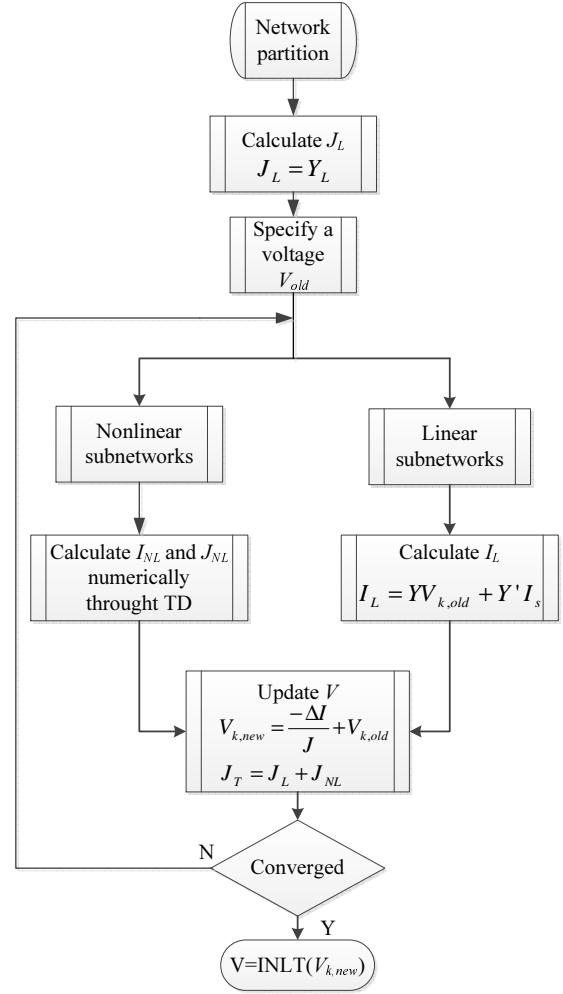 Network
partition
Calculate J_L
J_L = Y_L
Specify a
voltage
V_old
Nonlinear
subnetworks
Linear
subnetworks
Calculate I_NL and J_NL
numerically
throught TD
Calculate I_L
I_L = YV_k,old + Y'I_s
Update V
V_k,new = -ΔI/J + V_k,old
J_T = J_L + J_NL
N
Converged
Y
V=INLT(V_k,new)